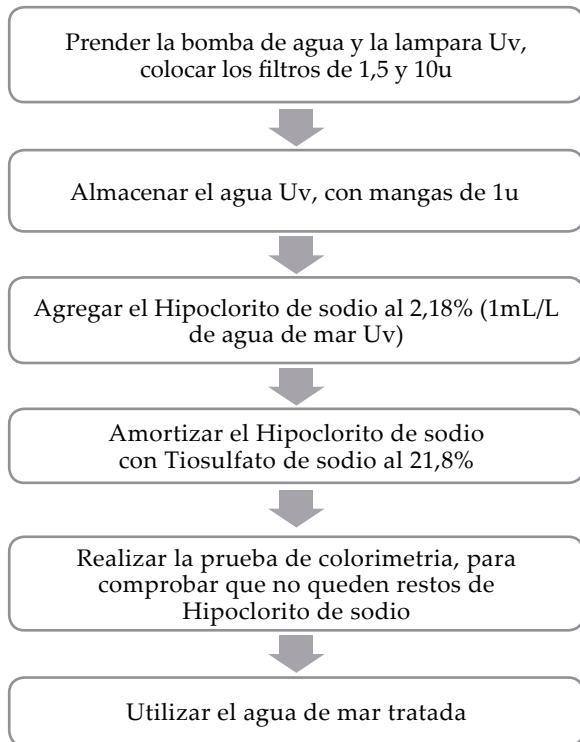 Prender la bomba de agua y la lampara Uv,
colocar los filtros de 1,5 y 10u
Almacenar el agua Uv, con mangas de 1u
Agregar el Hipoclorito de sodio al 2,18% (1mL/L
de agua de mar Uv)
Amortizar el Hipoclorito de sodio
con Tiosulfato de sodio al 21,8%
Realizar la prueba de colorimetria, para
comprobar que no queden restos de
Hipoclorito de sodio
Utilizar el agua de mar tratada